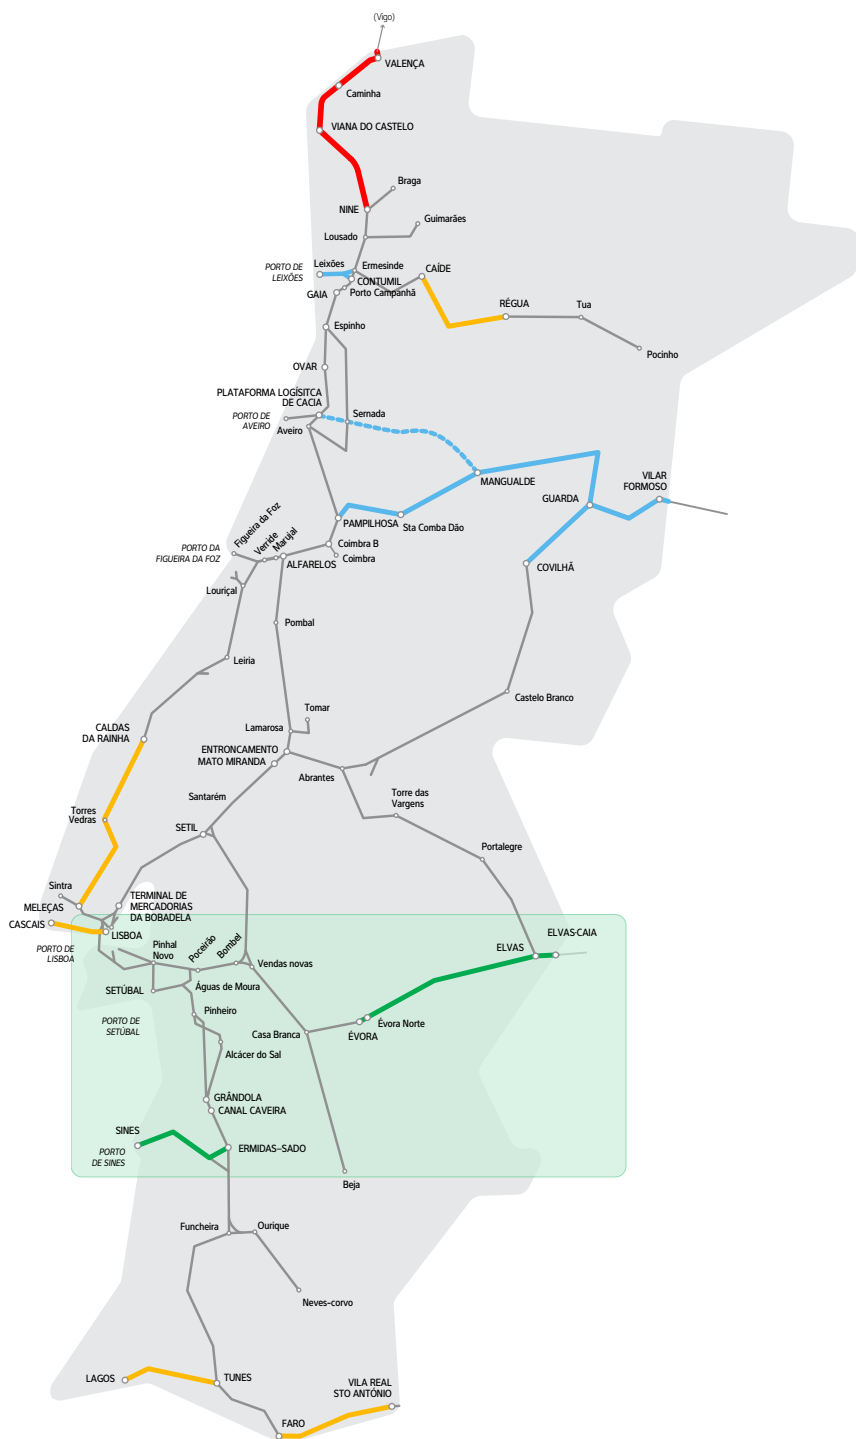 (Vigo)
VALENÇA
Caminha
VIANA DO CASTELO
Braga
NINE
Guimarães
Lousado
Leixões
Ermesinde
PORTO DE
LEIXÕES
CAÍDE
CONTUMIL
GAIA
Porto Campanhã
RÉGUA
Tua
Espinho
Pocinho
OVAR
PLATAFORMA LOGÍSITCA
DE CACIA
PORTO DE
AVEIRO
Sernada
Aveiro
MANGUALDE
VILAR
FORMOSO
GUARDA
PAMPILHOSA
Sta Comba Dão
Figueira da Foz
Verride
Marujal
Coimbra B
PORTO DA
FIGUEIRA DA FOZ
ALFARELOS
Coimbra
COVILHÃ
Louriçal
Pombal
Leiria
Castelo Branco
Tomar
CALDAS
DA RAINHA
Lamarosa
ENTRONCAMENTO
MATO MIRANDA
Abrantes
Santarém
Torre das
Vargens
Torres
Vedras
SETIL
Portalegre
Sintra
TERMINAL DE
MERCADORIAS
DA BOBADELA
MELEÇAS
CASCAIS
LISBOA
ELVAS-CAIA
PORTO DE
LISBOA
Pinhal
Novo
Poceirão
Bombel
ELVAS
Vendas novas
SETÚBAL
Águas de Moura
Pinheiro
PORTO DE
SETÚBAL
Évora Norte
Casa Branca
ÉVORA
Alcácer do Sal
GRÂNDOLA
CANAL CAVEIRA
SINES
PORTO
DE SINES
ERMIDAS-SADO
Beja
Funcheira
Ourique
Neves-corvo
LAGOS
TUNES
VILA REAL
STO ANTÓNIO
FARO